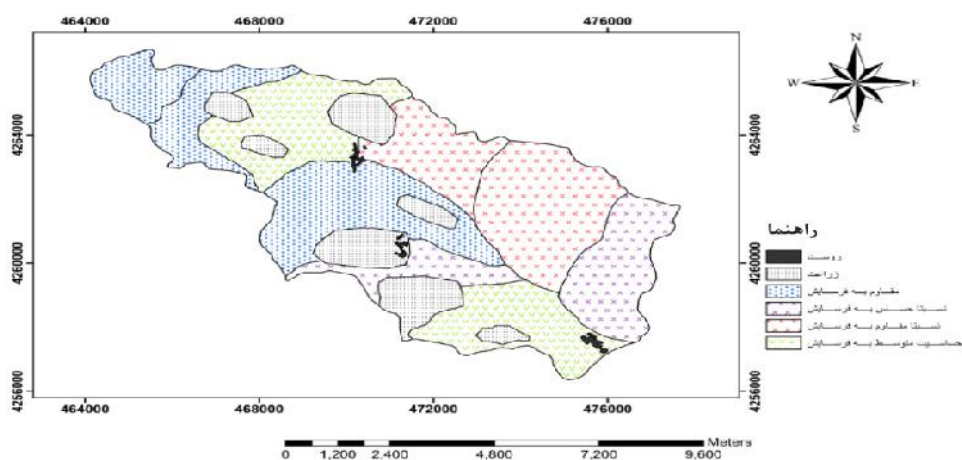 464000 468000 472000 476000
N
W E
S
4264000 4264000
راهنما
روستا
زراعت
4260000 4260000
مقاوم به فرسایش
نسبتا حساس به فرسایش
نسبتا مقاوم به فرسایش
حساسیت متوسط به فرسایش
4256000 4256000
464000 468000 472000 476000
Meters
0 1,200 2,400 4,800 7,200 9,600